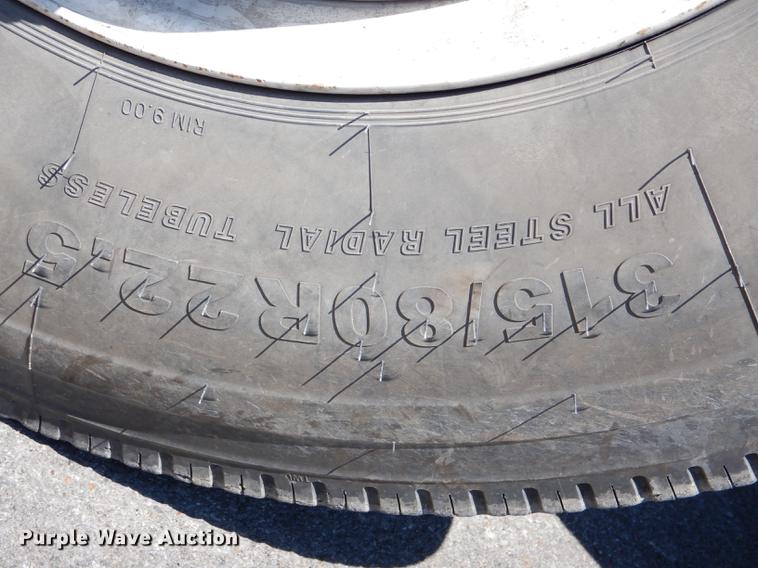 315/80R22.5
ALL STEEL RADIAL TUBELESS
RIM 9.00
Purple Wave Auction